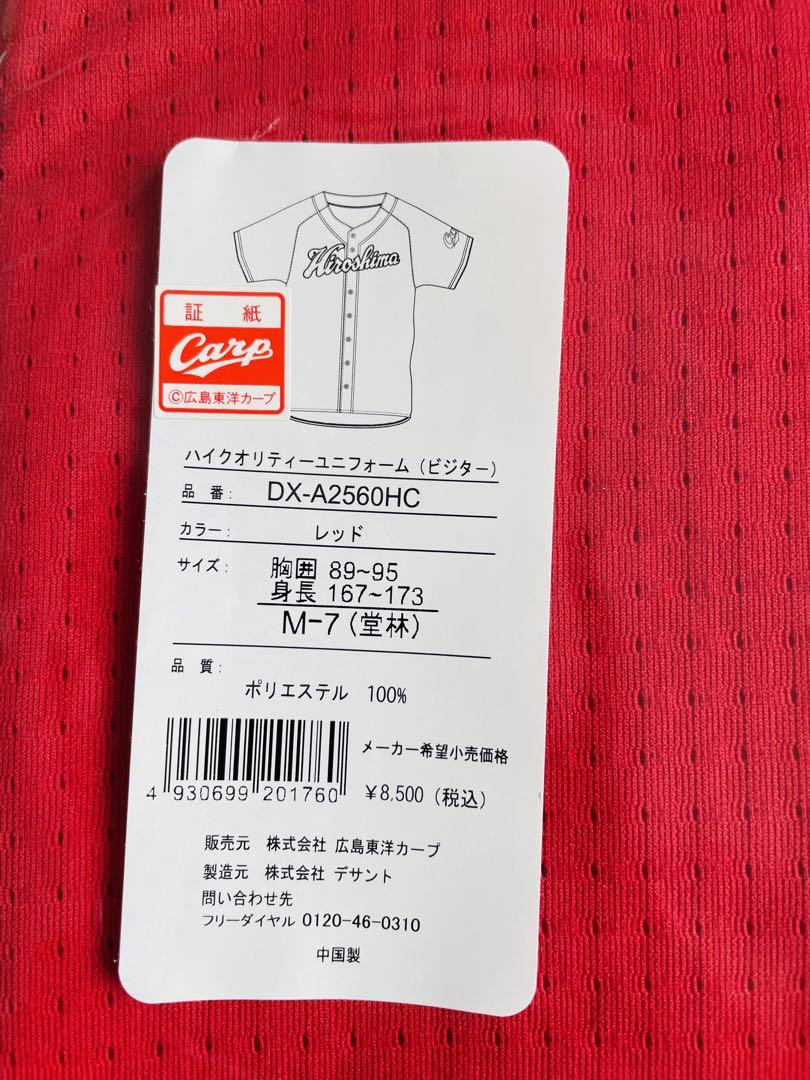 Hiroshima
証 紙
Carp
©広島東洋カープ
ハイクオリティーユニフォーム（ビジター）
品 番： DX-A2560HC
カラー： レッド
サイズ： 胸囲 89~95
身長 167~173
M-7（堂林）
品 質：
ポリエステル 100%
メーカー希望小売価格
4 930699 201760 ¥8,500（税込）
販売元 株式会社 広島東洋カープ
製造元 株式会社 デサント
問い合わせ先
フリーダイヤル 0120-46-0310
中国製